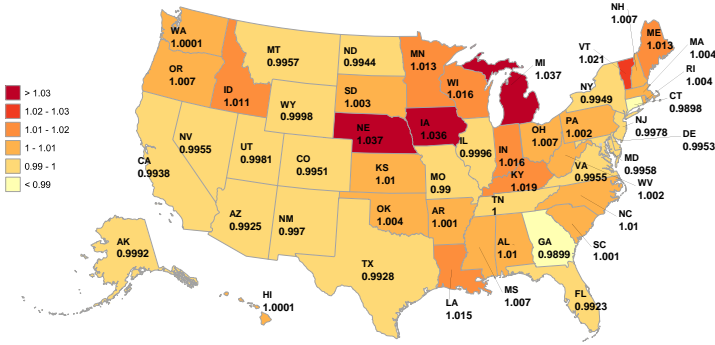 NH
1.007
WA
1.0001
ME
1.013
MA
1.004
VT
1.021
MT
0.9957
ND
0.9944
MN
1.013
MI
1.037
RI
1.004
OR
1.007
ID
1.011
WI
1.016
NY
0.9949
CT
0.9898
> 1.03
1.02 - 1.03
1.01 - 1.02
1 - 1.01
0.99 - 1
< 0.99
SD
1.003
WY
0.9998
NJ
0.9978
PA
1.002
IA
1.036
NE
1.037
OH
1.007
DE
0.9953
NV
0.9955
IL
0.9996
IN
1.016
UT
0.9981
CO
0.9951
CA
0.9938
MD
0.9958
VA
0.9955
KS
1.01
MO
0.99
KY
1.019
WV
1.002
TN
1
NC
1.01
OK
1.004
AR
1.001
AZ
0.9925
NM
0.997
AK
0.9992
AL
1.01
GA
0.9899
SC
1.001
TX
0.9928
MS
1.007
HI
1.0001
LA
1.015
FL
0.9923